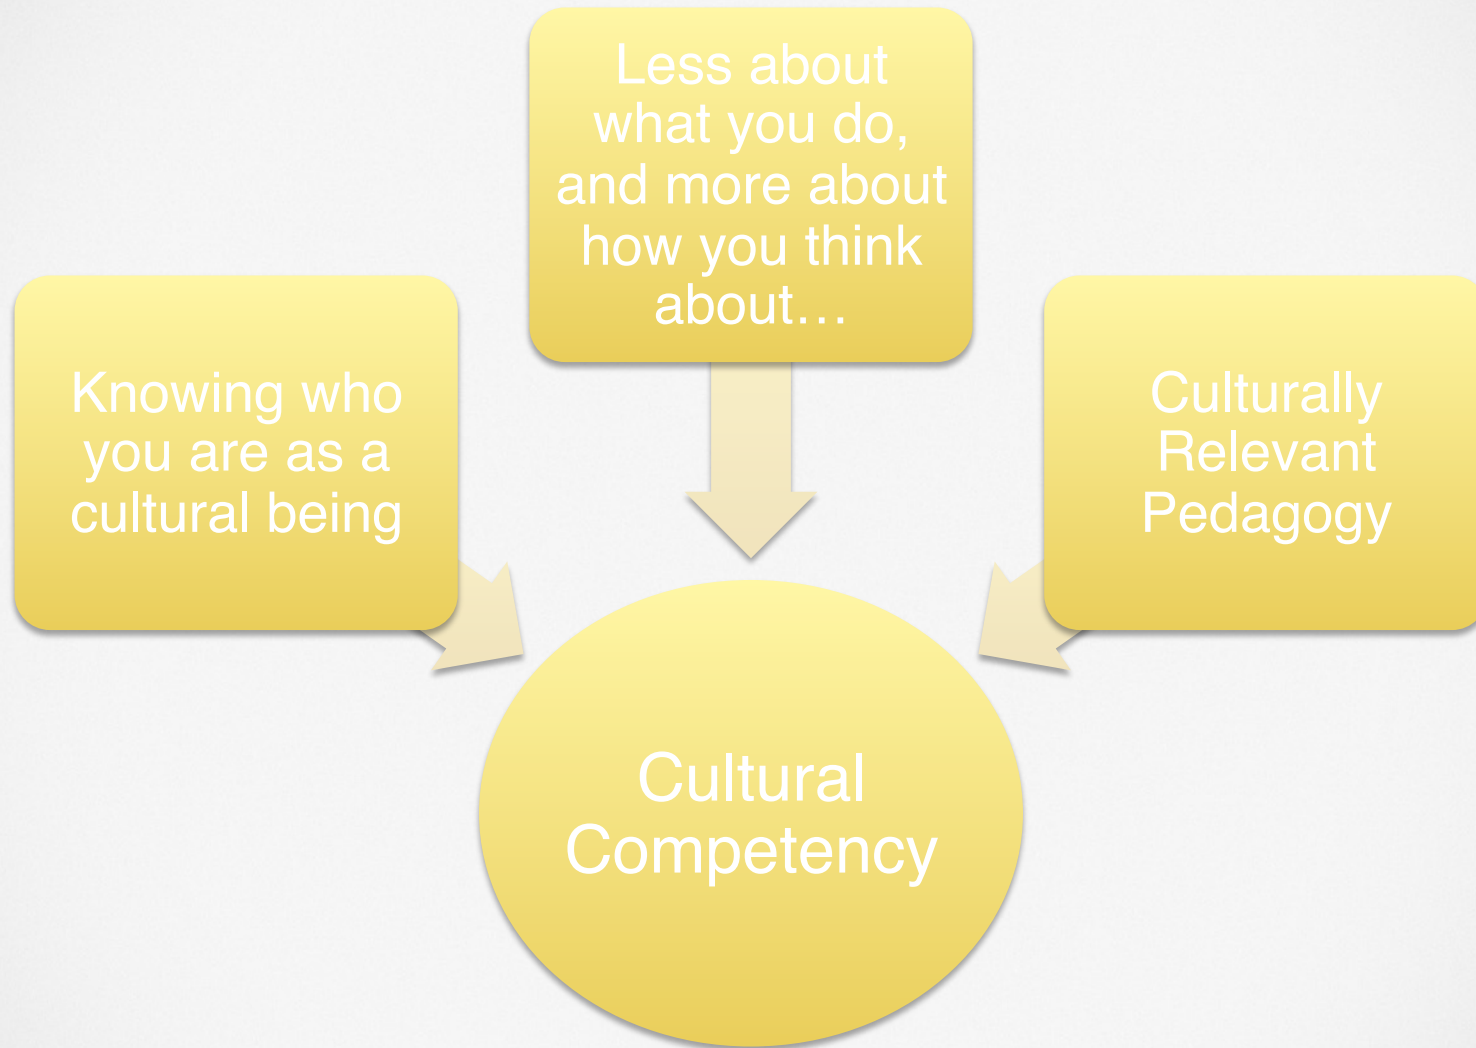 Less about
what you do,
and more about
how you think
about…
Knowing who
you are as a
cultural being
Culturally
Relevant
Pedagogy
Cultural
Competency